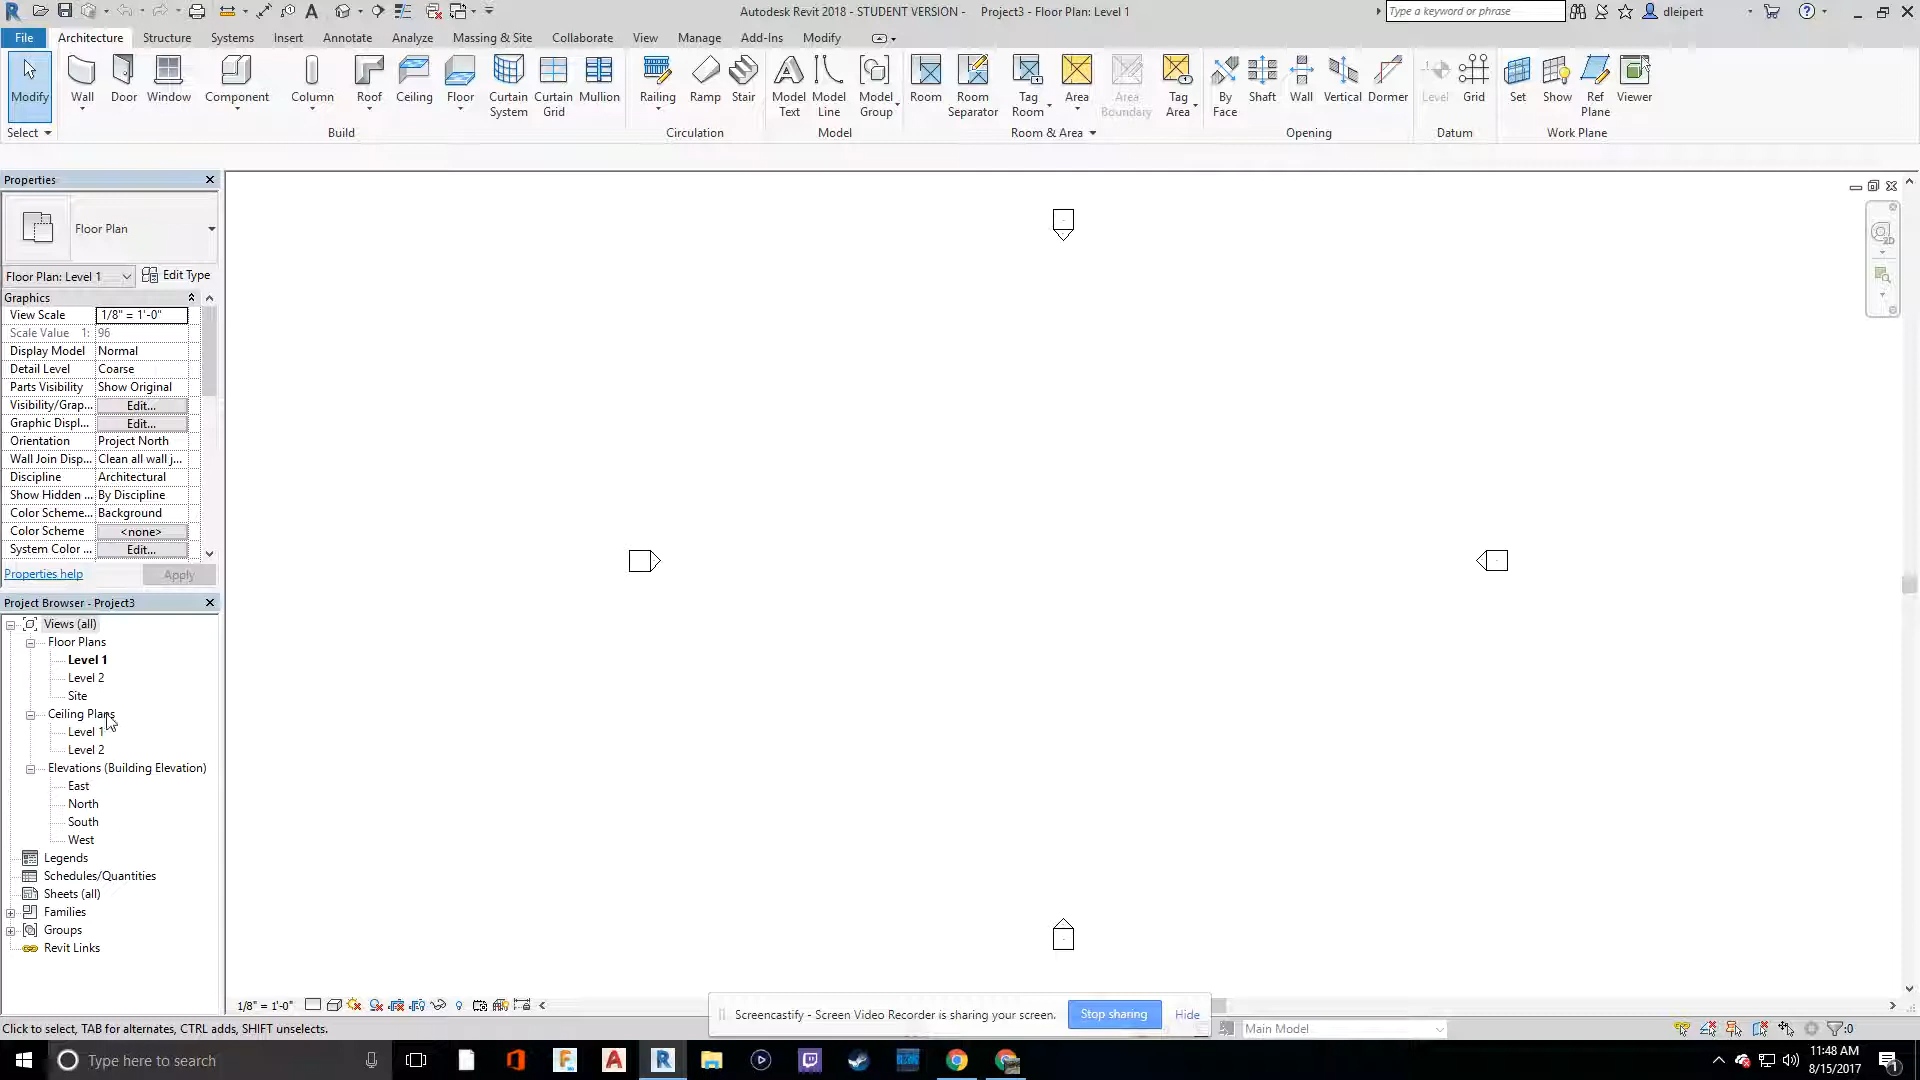 Autodesk Revit 2018 - STUDENT VERSION - Project3 - Floor Plan: Level 1
Type a keyword or phrase
dleipert
File Architecture Structure Systems Insert Annotate Analyze Massing & Site Collaborate View Manage Add-Ins Modify
Modify Wall Door Window Component Column Roof Ceiling Floor Curtain System Curtain Grid Mullion Railing Ramp Stair Model Text Model Line Model Group Room Room Separator Tag Room Area Area Boundary Tag Area By Face Shaft Wall Vertical Dormer Level Grid Set Show Ref Plane Viewer
Select Build Circulation Model Room & Area Opening Datum Work Plane
Properties
Floor Plan
Floor Plan: Level 1 Edit Type
Graphics
View Scale 1/8" = 1'-0"
Scale Value 1: 96
Display Model Normal
Detail Level Coarse
Parts Visibility Show Original
Visibility/Grap... Edit...
Graphic Displ... Edit...
Orientation Project North
Wall Join Disp... Clean all wall j...
Discipline Architectural
Show Hidden ... By Discipline
Color Scheme... Background
Color Scheme <none>
System Color ... Edit...
Properties help Apply
Project Browser - Project3
Views (all)
Floor Plans
Level 1
Level 2
Site
Ceiling Plans
Level 1
Level 2
Elevations (Building Elevation)
East
North
South
West
Legends
Schedules/Quantities
Sheets (all)
Families
Groups
Revit Links
2D
1/8" = 1'-0"
Screencastify - Screen Video Recorder is sharing your screen. Stop sharing Hide
Click to select, TAB for alternates, CTRL adds, SHIFT unselects.
Main Model
:0
Type here to search
11:48 AM
8/15/2017